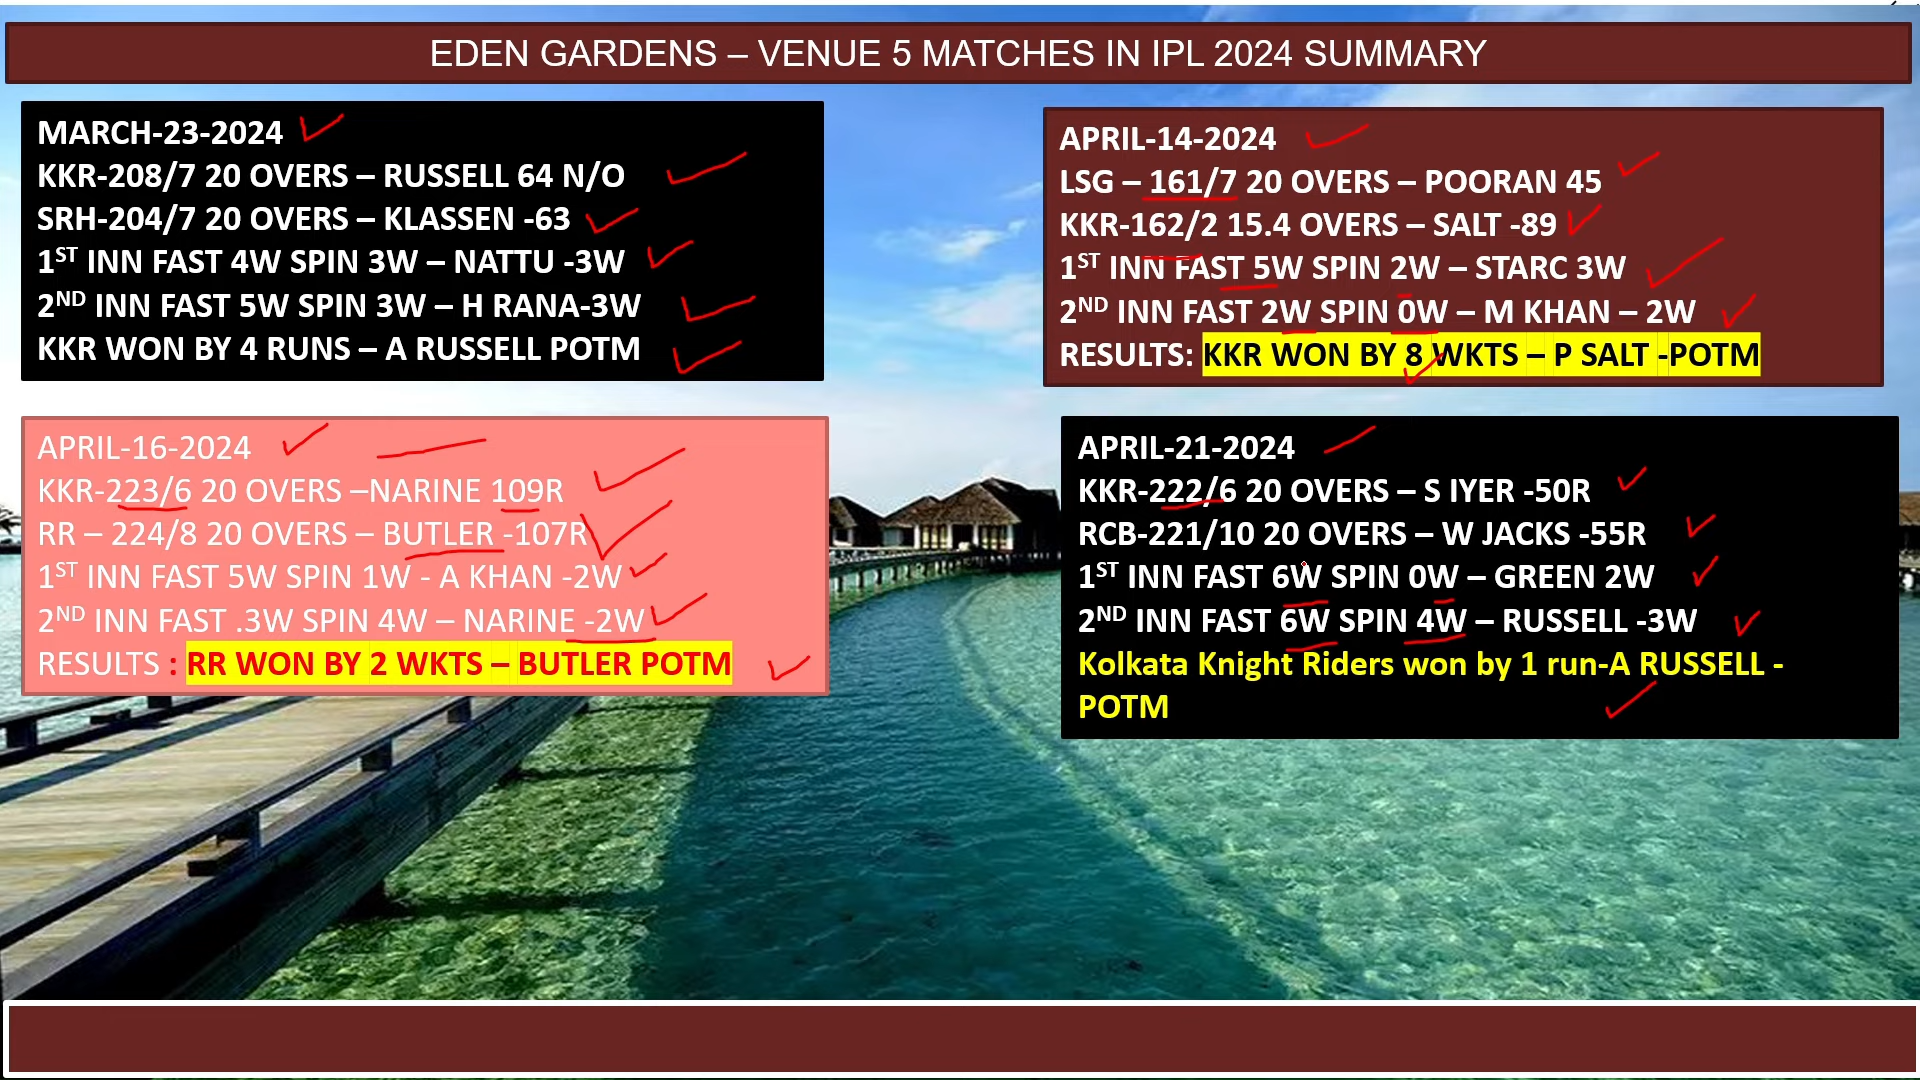 EDEN GARDENS – VENUE 5 MATCHES IN IPL 2024 SUMMARY
MARCH-23-2024
KKR-208/7 20 OVERS – RUSSELL 64 N/O
SRH-204/7 20 OVERS – KLASSEN -63
1ST INN FAST 4W SPIN 3W – NATTU -3W
2ND INN FAST 5W SPIN 3W – H RANA-3W
KKR WON BY 4 RUNS – A RUSSELL POTM
APRIL-14-2024
LSG – 161/7 20 OVERS – POORAN 45
KKR-162/2 15.4 OVERS – SALT -89
1ST INN FAST 5W SPIN 2W – STARC 3W
2ND INN FAST 2W SPIN 0W – M KHAN – 2W
RESULTS: KKR WON BY 8 WKTS – P SALT -POTM
APRIL-16-2024
KKR-223/6 20 OVERS –NARINE 109R
RR – 224/8 20 OVERS – BUTLER -107R
1ST INN FAST 5W SPIN 1W - A KHAN -2W
2ND INN FAST .3W SPIN 4W – NARINE -2W
RESULTS : RR WON BY 2 WKTS – BUTLER POTM
APRIL-21-2024
KKR-222/6 20 OVERS – S IYER -50R
RCB-221/10 20 OVERS – W JACKS -55R
1ST INN FAST 6W SPIN 0W – GREEN 2W
2ND INN FAST 6W SPIN 4W – RUSSELL -3W
Kolkata Knight Riders won by 1 run-A RUSSELL -
POTM